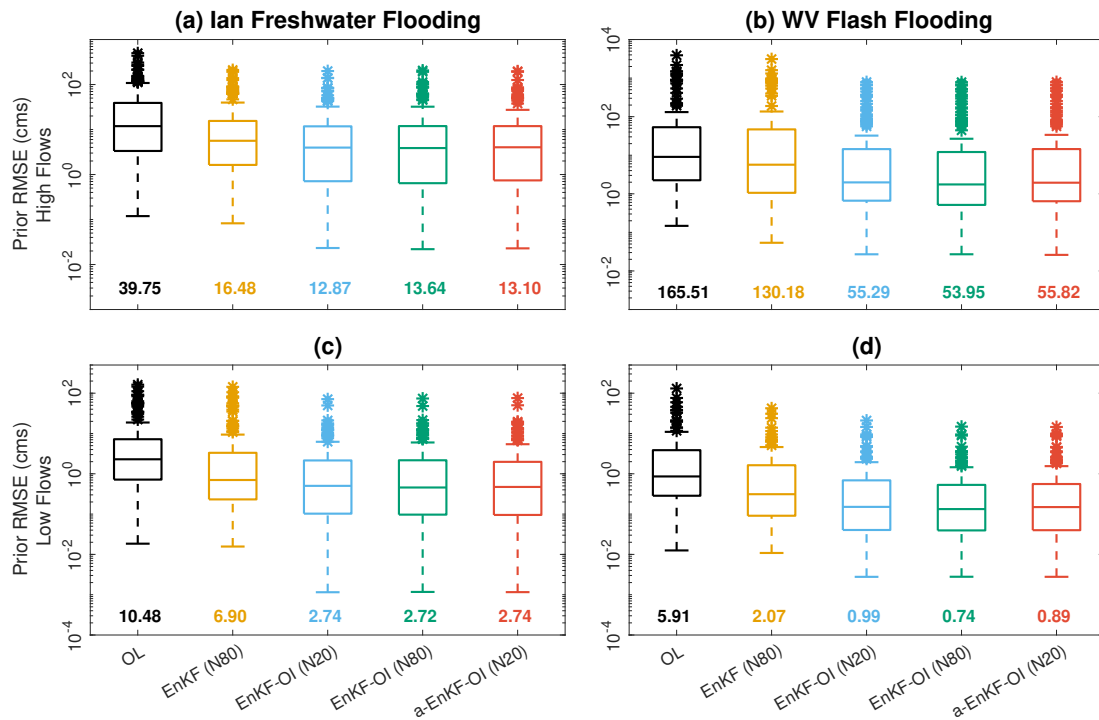 (a) Ian Freshwater Flooding
(b) WV Flash Flooding
Prior RMSE (cms)
High Flows
10^2
10^0
10^-2
39.75
16.48
12.87
13.64
13.10
10^4
10^2
10^0
10^-2
165.51
130.18
55.29
53.95
55.82
(c)
(d)
Prior RMSE (cms)
Low Flows
10^2
10^0
10^-2
10^-4
10.48
6.90
2.74
2.72
2.74
10^2
10^0
10^-2
10^-4
5.91
2.07
0.99
0.74
0.89
OL
EnKF (N80)
EnKF-OI (N20)
EnKF-OI (N80)
a-EnKF-OI (N20)
OL
EnKF (N80)
EnKF-OI (N20)
EnKF-OI (N80)
a-EnKF-OI (N20)